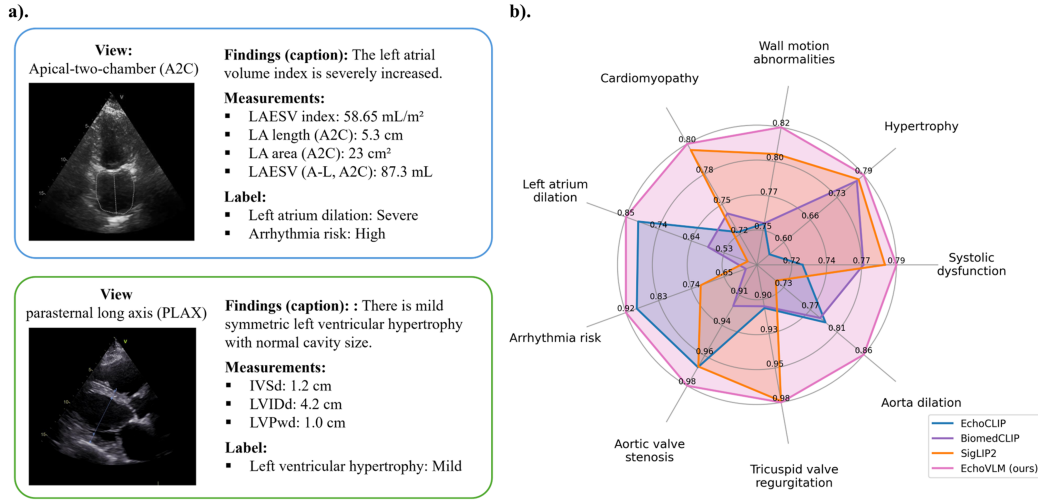 a).
View:
Apical-two-chamber (A2C)
Findings (caption): The left atrial
volume index is severely increased.
Measurements:
▪ LAESV index: 58.65 mL/m²
▪ LA length (A2C): 5.3 cm
▪ LA area (A2C): 23 cm²
▪ LAESV (A-L, A2C): 87.3 mL
Label:
▪ Left atrium dilation: Severe
▪ Arrhythmia risk: High
View
parasternal long axis (PLAX)
Findings (caption): : There is mild
symmetric left ventricular hypertrophy
with normal cavity size.
Measurements:
▪ IVSd: 1.2 cm
▪ LVIDd: 4.2 cm
▪ LVPwd: 1.0 cm
Label:
▪ Left ventricular hypertrophy: Mild
b).
Wall motion
abnormalities
0.82
0.80
0.77
0.75
Cardiomyopathy
0.80
0.78
0.75
0.72
Hypertrophy
0.79
0.73
0.66
0.60
Left atrium
dilation
0.85
0.74
0.64
0.53
Systolic
dysfunction
0.72
0.74
0.77
0.79
Arrhythmia risk
0.92
0.83
0.74
0.65
Aortic valve
stenosis
0.98
0.96
0.94
0.91
Tricuspid valve
regurgitation
0.98
0.95
0.93
0.90
Aorta dilation
0.86
0.81
0.73
EchoCLIP
BiomedCLIP
SigLIP2
EchoVLM (ours)